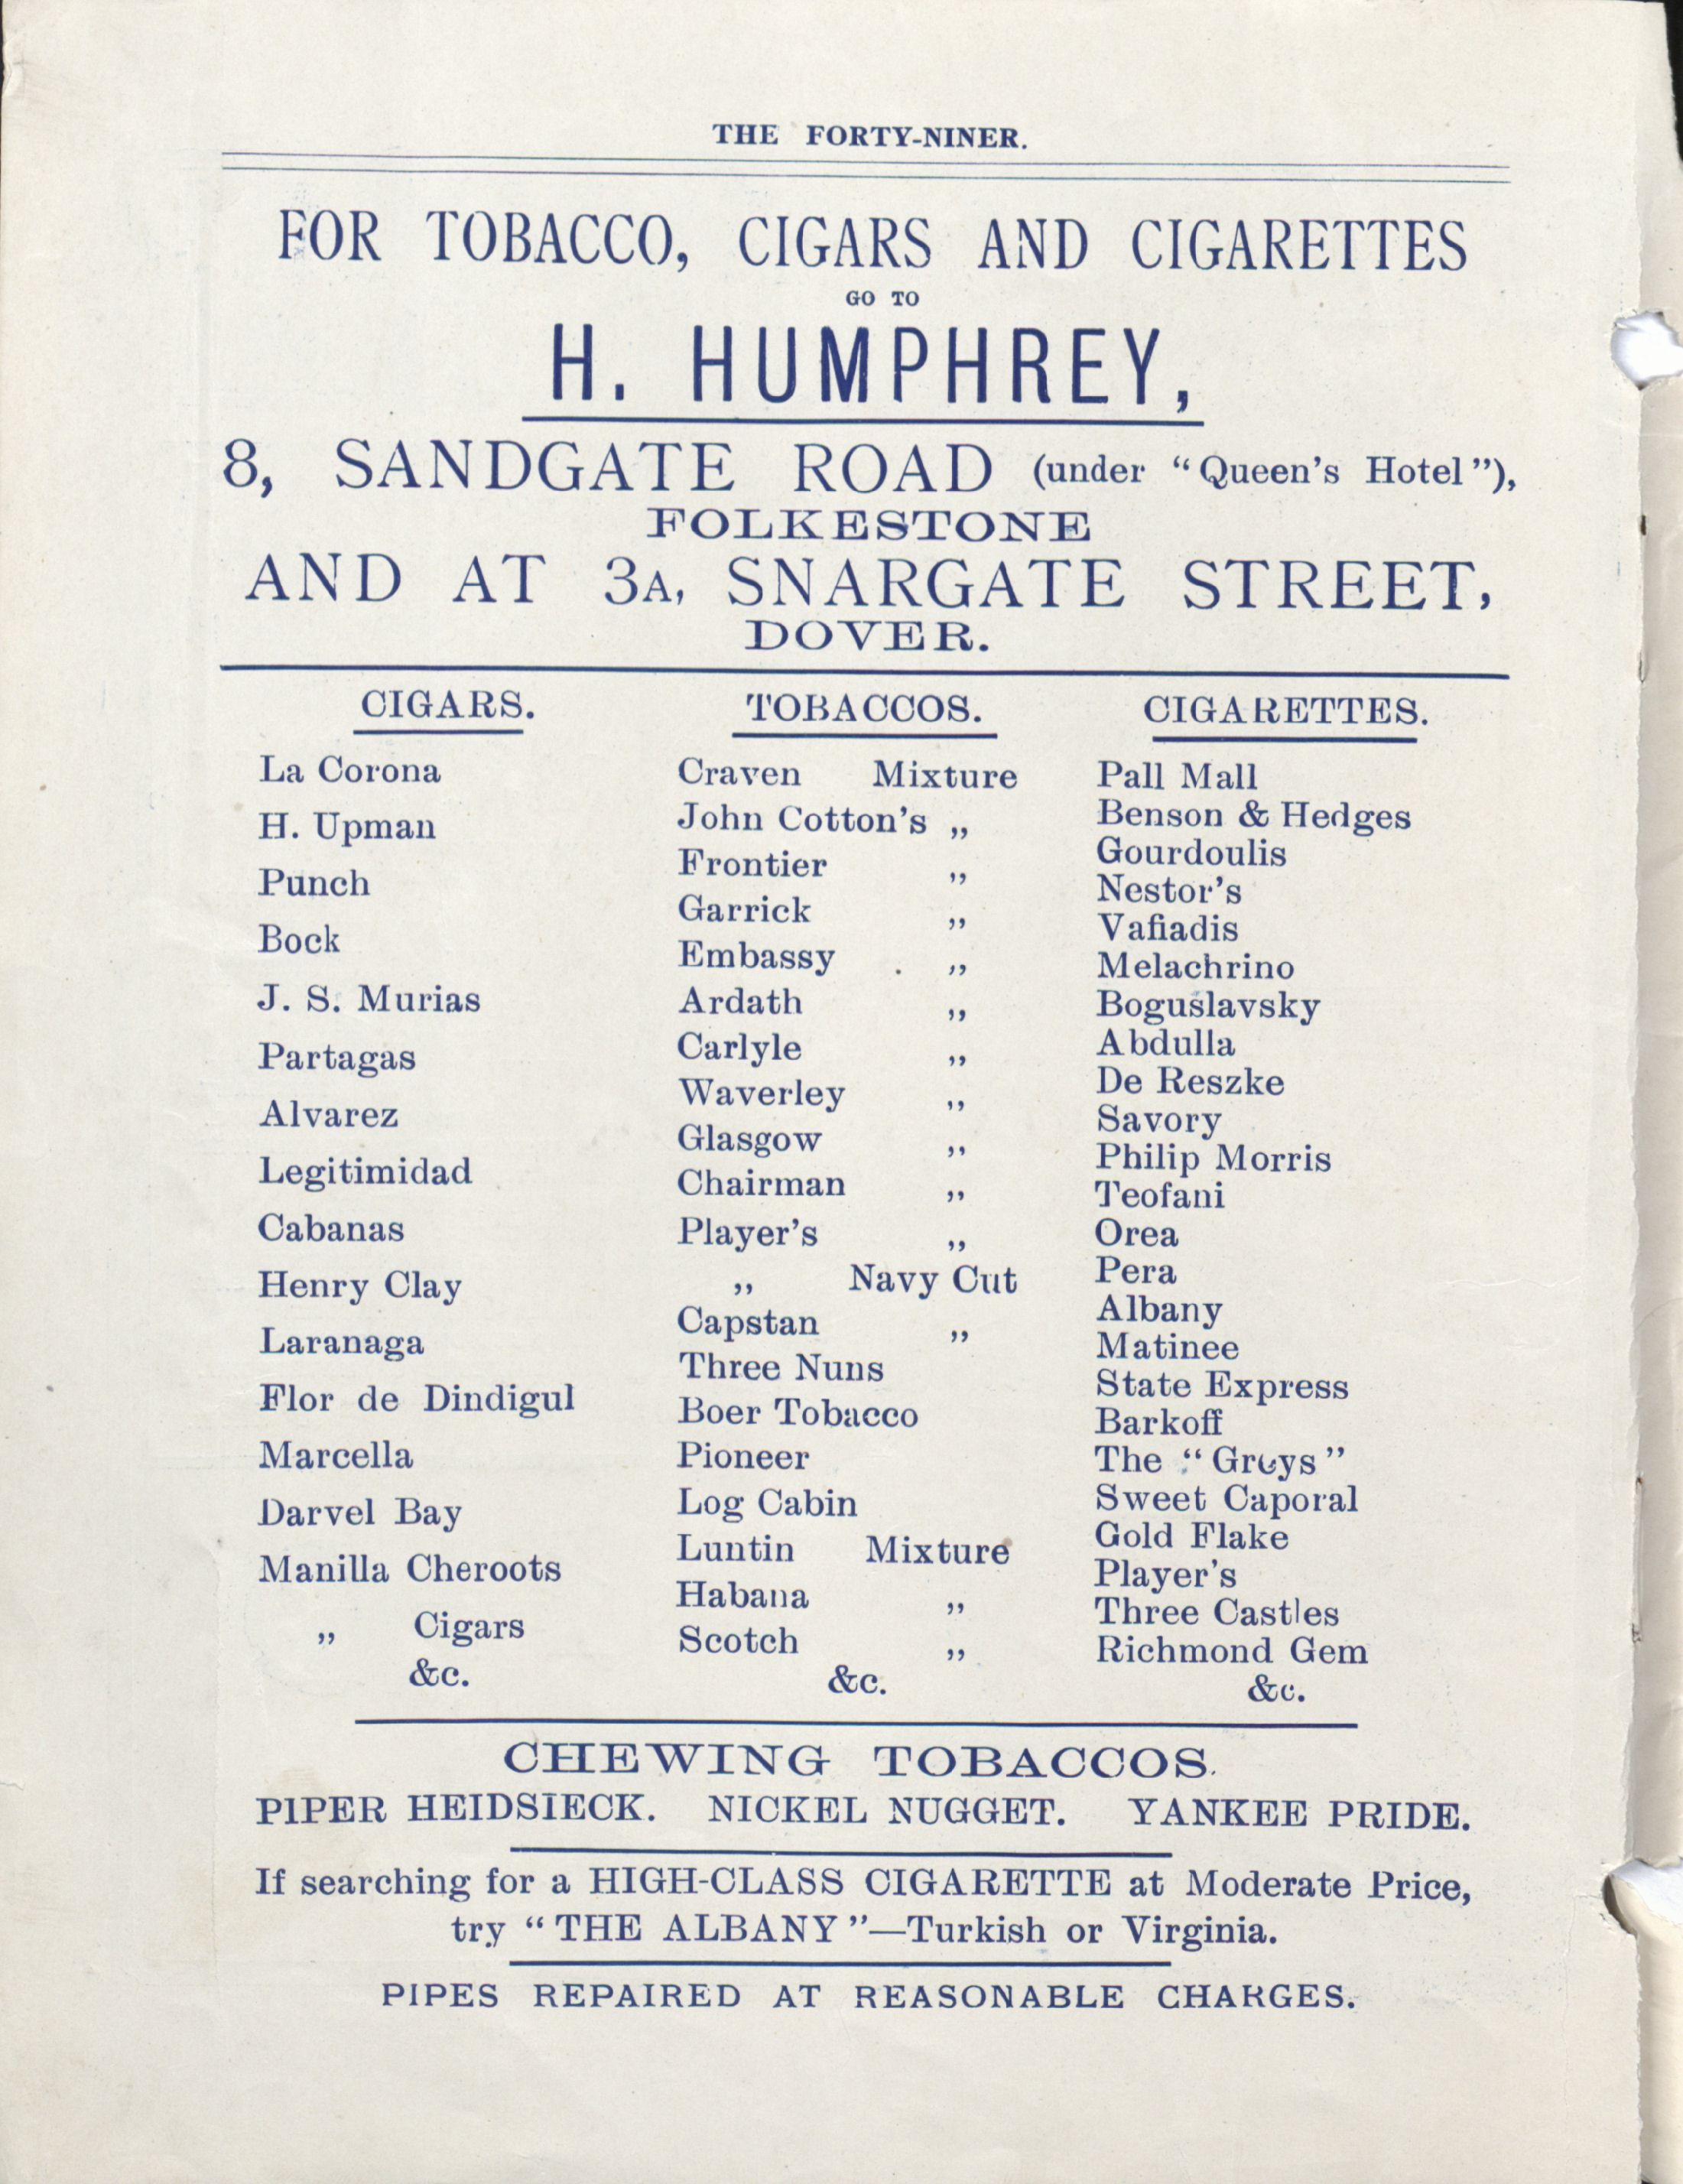 THE FORTY-NINER.
FOR TOBACCO, CIGARS AND CIGARETTES
GO TO
H. HUMPHREY,
8, SANDGATE ROAD (under “Queen's Hotel”),
FOLKESTONE
AND AT 3A, SNARGATE STREET,
DOVER.
CIGARS.
La Corona
H. Upman
Punch
Bock
J. S. Murias
Partagas
Alvarez
Legitimidad
Cabanas
Henry Clay
Laranaga
Flor de Dindigul
Marcella
Darvel Bay
Manilla Cheroots
„ Cigars
&c.
TOBACCOS.
Craven Mixture
John Cotton's „
Frontier „
Garrick „
Embassy „
Ardath „
Carlyle „
Waverley „
Glasgow „
Chairman „
Player's „
„ Navy Cut
Capstan „
Three Nuns
Boer Tobacco
Pioneer
Log Cabin
Luntin Mixture
Habana „
Scotch „
&c.
CIGARETTES.
Pall Mall
Benson & Hedges
Gourdoulis
Nestor's
Vafiadis
Melachrino
Boguslavsky
Abdulla
De Reszke
Savory
Philip Morris
Teofani
Orea
Pera
Albany
Matinee
State Express
Barkoff
The “Greys”
Sweet Caporal
Gold Flake
Player's
Three Castles
Richmond Gem
&c.
CHEWING TOBACCOS.
PIPER HEIDSIECK. NICKEL NUGGET. YANKEE PRIDE.
If searching for a HIGH-CLASS CIGARETTE at Moderate Price,
try “THE ALBANY”—Turkish or Virginia.
PIPES REPAIRED AT REASONABLE CHARGES.